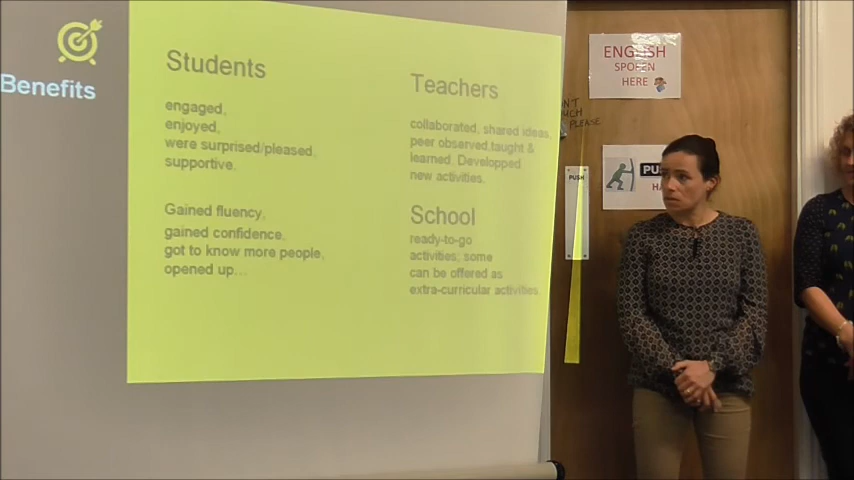 Benefits
Students
engaged,
enjoyed,
were surprised/pleased,
supportive.
Gained fluency,
gained confidence,
got to know more people,
opened up...
Teachers
collaborated, shared ideas,
peer observed,taught &
learned. Developped
new activities.
School
ready-to-go
activities; some
can be offered as
extra-curricular activities.
ENGLISH
SPOKEN
HERE
PLEASE
PUSH